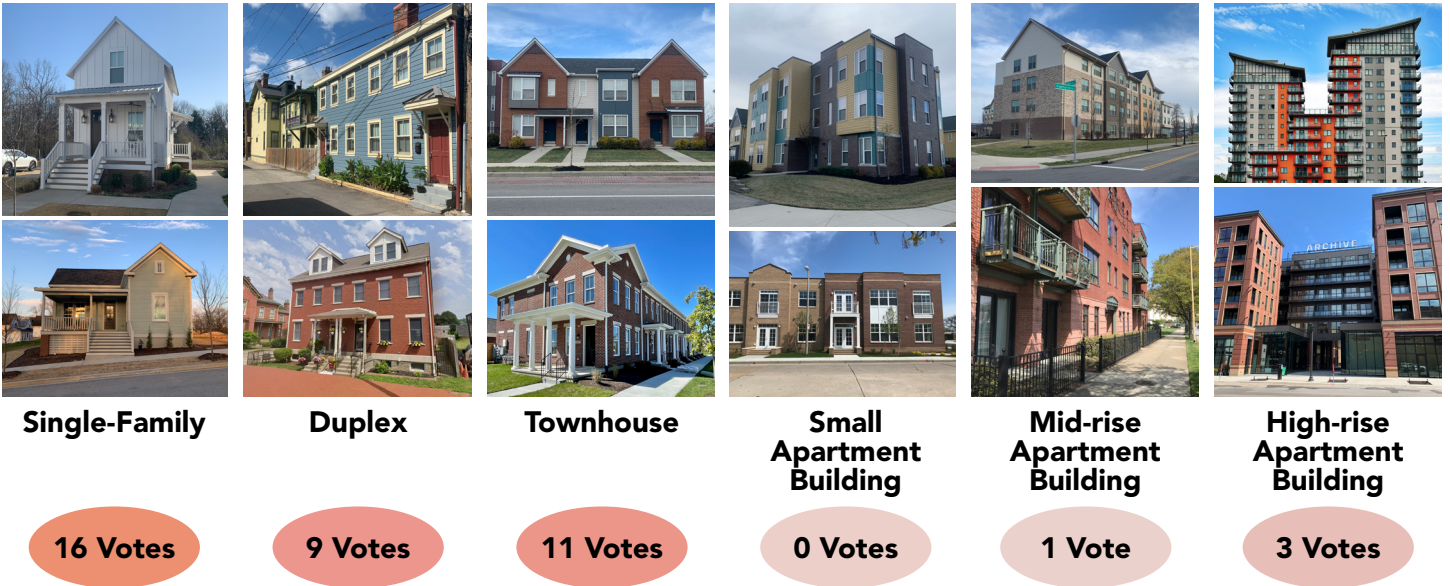 ARCHIVE
Single-Family
Duplex
Townhouse
Small
Apartment
Building
Mid-rise
Apartment
Building
High-rise
Apartment
Building
16 Votes
9 Votes
11 Votes
0 Votes
1 Vote
3 Votes